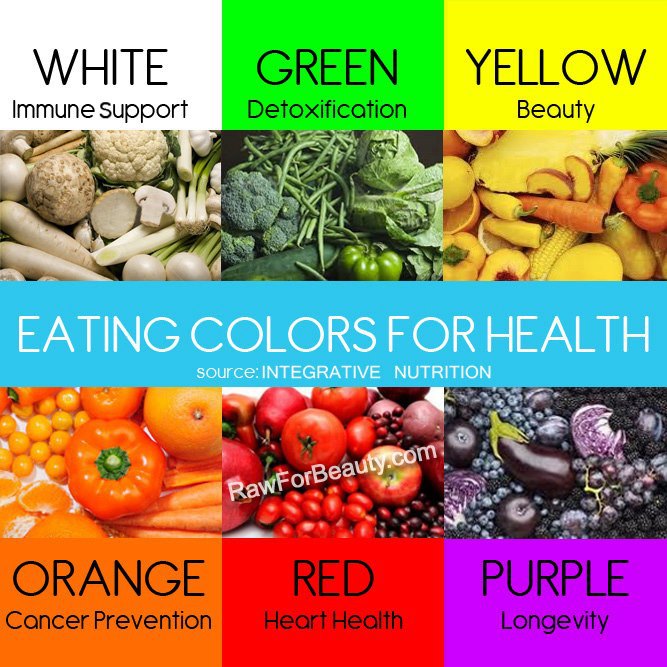 WHITE
Immune Support
GREEN
Detoxification
YELLOW
Beauty
EATING COLORS FOR HEALTH
source: INTEGRATIVE NUTRITION
RawForBeauty.com
ORANGE
Cancer Prevention
RED
Heart Health
PURPLE
Longevity